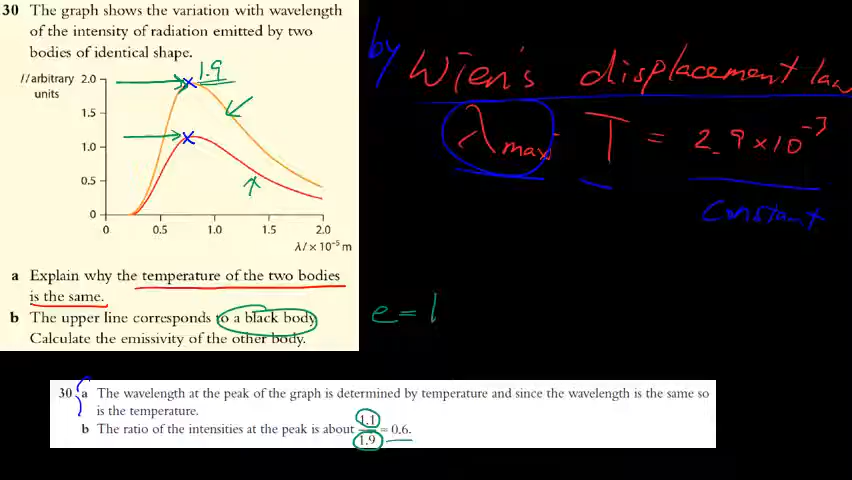 30 The graph shows the variation with wavelength
of the intensity of radiation emitted by two
bodies of identical shape.
I/arbitrary
units
2.0
1.5
1.0
0.5
0
0 0.5 1.0 1.5 2.0
λ/× 10⁻⁵ m
1.9
a Explain why the temperature of the two bodies
is the same.
b The upper line corresponds to a black body.
Calculate the emissivity of the other body.
by Wien's displacement law
λmax T = 2.9×10⁻³
constant
e = 1
30 a The wavelength at the peak of the graph is determined by temperature and since the wavelength is the same so
is the temperature.
b The ratio of the intensities at the peak is about 1.1/1.9 = 0.6.